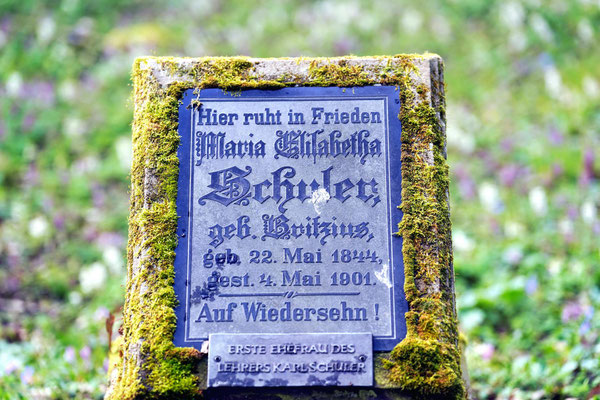 Hier ruht in Frieden
Maria Elisabetha
Schuler,
geb. Britzius,
geb. 22. Mai 1844,
gest. 4. Mai 1901.
Auf Wiedersehn!
ERSTE EHEFRAU DES
LEHRERS KARL SCHULER